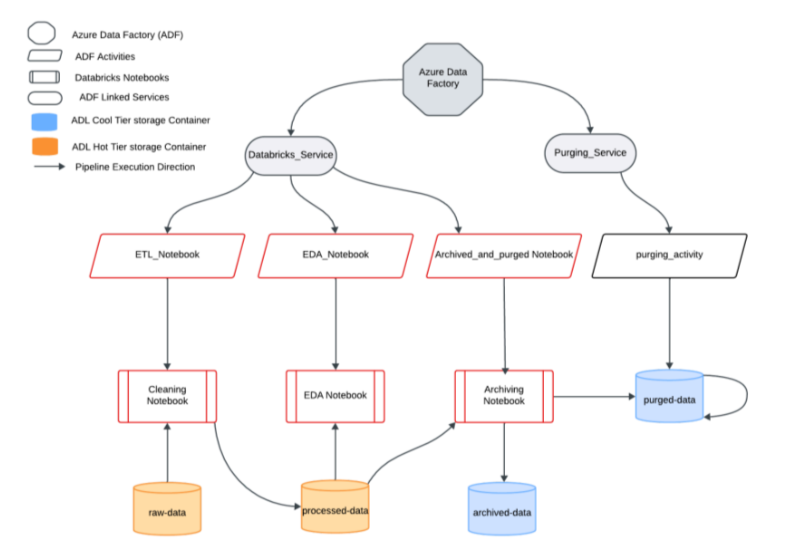 Azure Data Factory (ADF)
ADF Activities
Databricks Notebooks
ADF Linked Services
ADL Cool Tier storage Container
ADL Hot Tier storage Container
Pipeline Execution Direction
Azure Data
Factory
Databricks_Service
Purging_Service
ETL_Notebook
EDA_Notebook
Archived_and_purged Notebook
purging_activity
Cleaning
Notebook
EDA Notebook
Archiving
Notebook
purged-data
raw-data
processed-data
archived-data